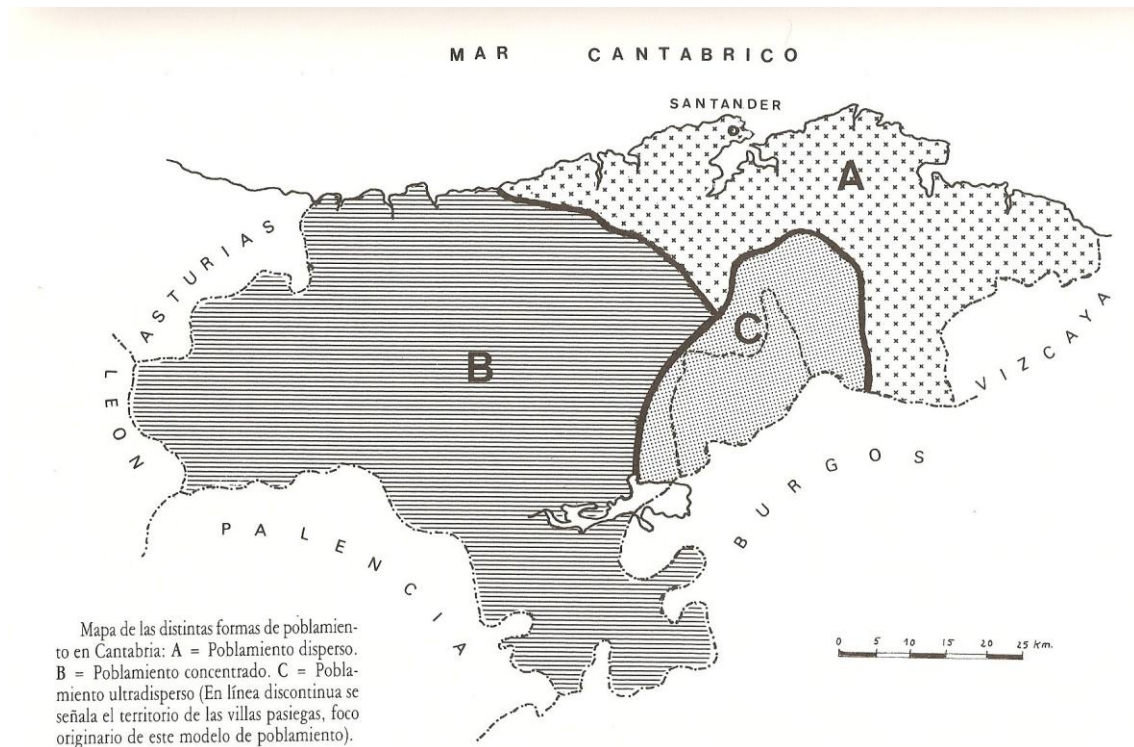 MAR CANTABRICO
SANTANDER
A
ASTURIAS
C
B
LEON
VIZCAYA
BURGOS
PALENCIA
Mapa de las distintas formas de poblamien-
to en Cantabria: A = Poblamiento disperso.
B = Poblamiento concentrado. C = Pobla-
miento ultradisperso (En línea discontinua se
señala el territorio de las villas pasiegas, foco
originario de este modelo de poblamiento).
0 5 10 15 20 25 Km.